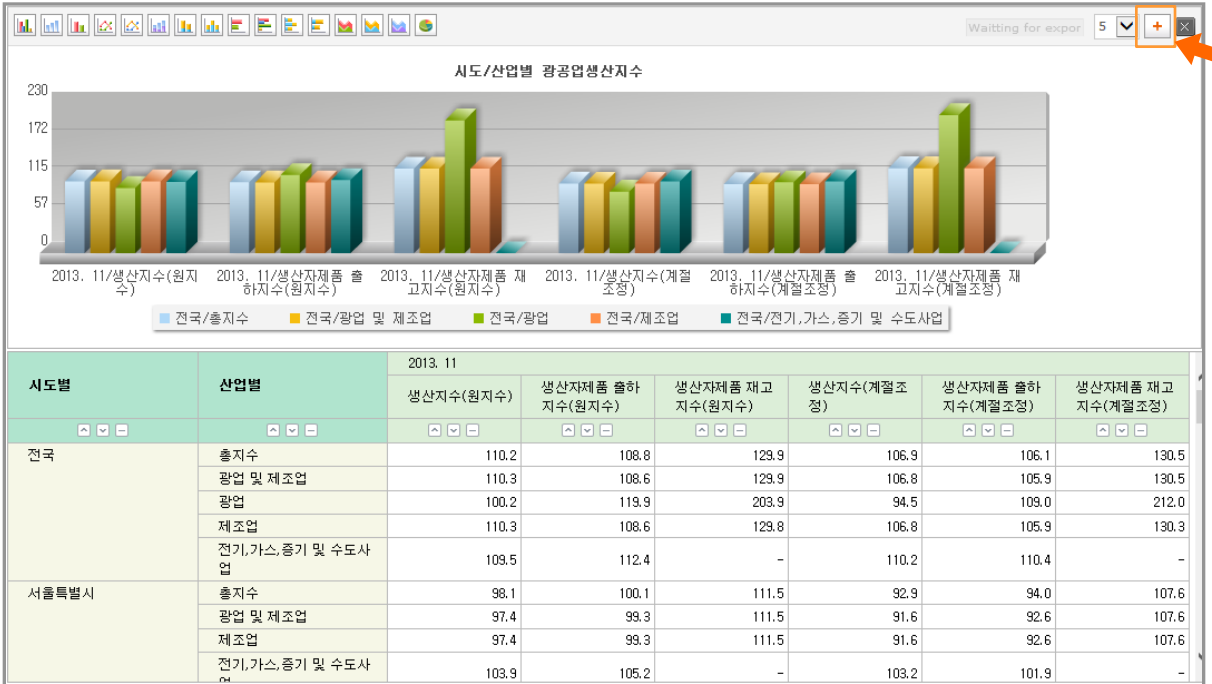 Waitting for expor 5 +
시도/산업별 광공업생산지수
230
172
115
57
0
2013. 11/생산지수(원지 2013. 11/생산자제품 출 2013. 11/생산자제품 재 2013. 11/생산지수(계절 2013. 11/생산자제품 출 2013. 11/생산자제품 재
수) 하지수(원지수) 고지수(원지수) 조정) 하지수(계절조정) 고지수(계절조정)
전국/총지수 전국/광업 및 제조업 전국/광업 전국/제조업 전국/전기,가스,증기 및 수도사업
시도별 산업별 2013. 11
생산지수(원지수) 생산자제품 출하 생산자제품 재고 생산지수(계절조 생산자제품 출하 생산자제품 재고
지수(원지수) 지수(원지수) 정) 지수(계절조정) 지수(계절조정)
전국 총지수 110.2 108.8 129.9 106.9 106.1 130.5
광업 및 제조업 110.3 108.6 129.9 106.8 105.9 130.5
광업 100.2 119.9 203.9 94.5 109.0 212.0
제조업 110.3 108.6 129.8 106.8 105.9 130.3
전기,가스,증기 및 수도사
업 109.5 112.4 - 110.2 110.4 -
서울특별시 총지수 98.1 100.1 111.5 92.9 94.0 107.6
광업 및 제조업 97.4 99.3 111.5 91.6 92.6 107.6
제조업 97.4 99.3 111.5 91.6 92.6 107.6
전기,가스,증기 및 수도사
103.9 105.2 - 103.2 101.9 -